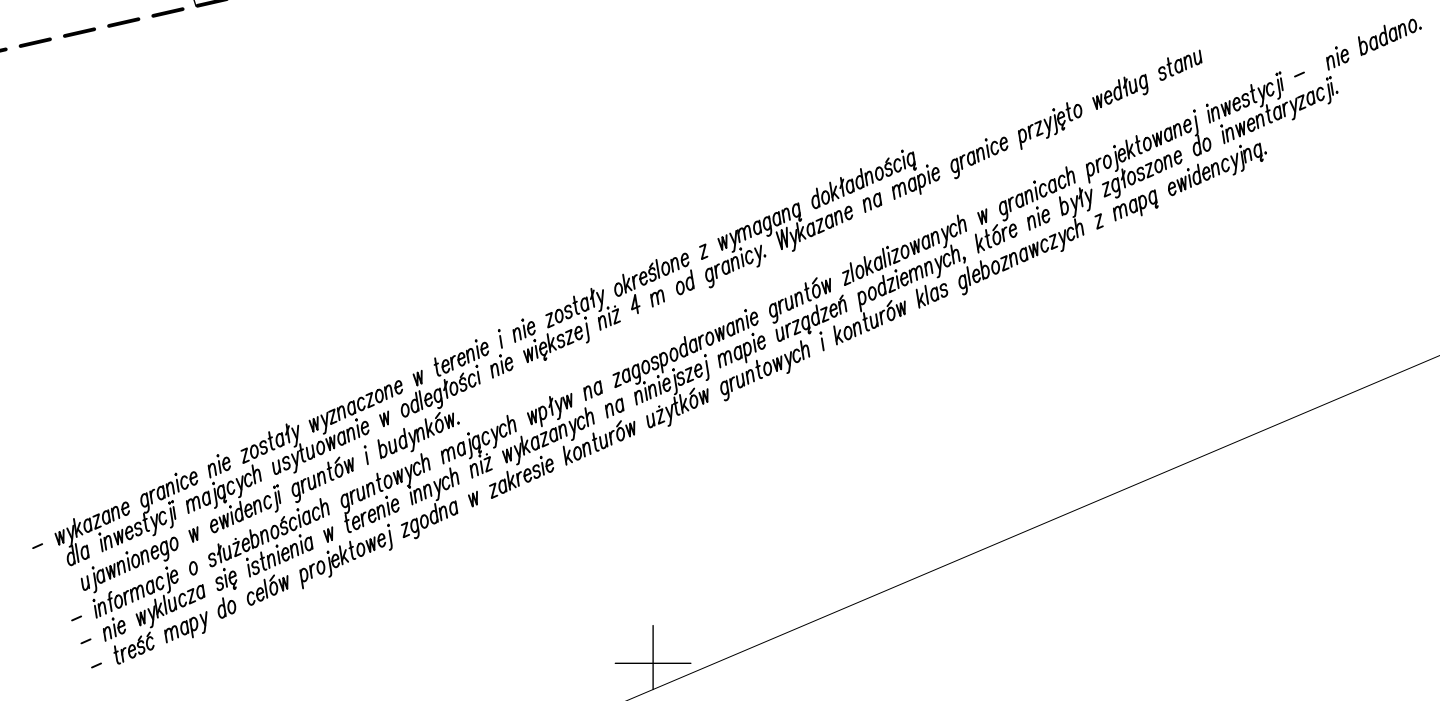 – wykazane granice nie zostały wyznaczone w terenie i nie zostały określone z wymaganą dokładnością
dla inwestycji mających usytuowanie w odległości nie większej niż 4 m od granicy. Wykazane na mapie granice przyjęto według stanu
ujawnionego w ewidencji gruntów i budynków.
– informacje o służebnościach gruntowych mających wpływ na zagospodarowanie gruntów zlokalizowanych w granicach projektowanej inwestycji – nie badano.
– nie wyklucza się istnienia w terenie innych niż wykazanych na niniejszej mapie urządzeń podziemnych, które nie były zgłoszone do inwentaryzacji.
– treść mapy do celów projektowej zgodna w zakresie konturów użytków gruntowych i konturów klas gleboznawczych z mapą ewidencyjną.